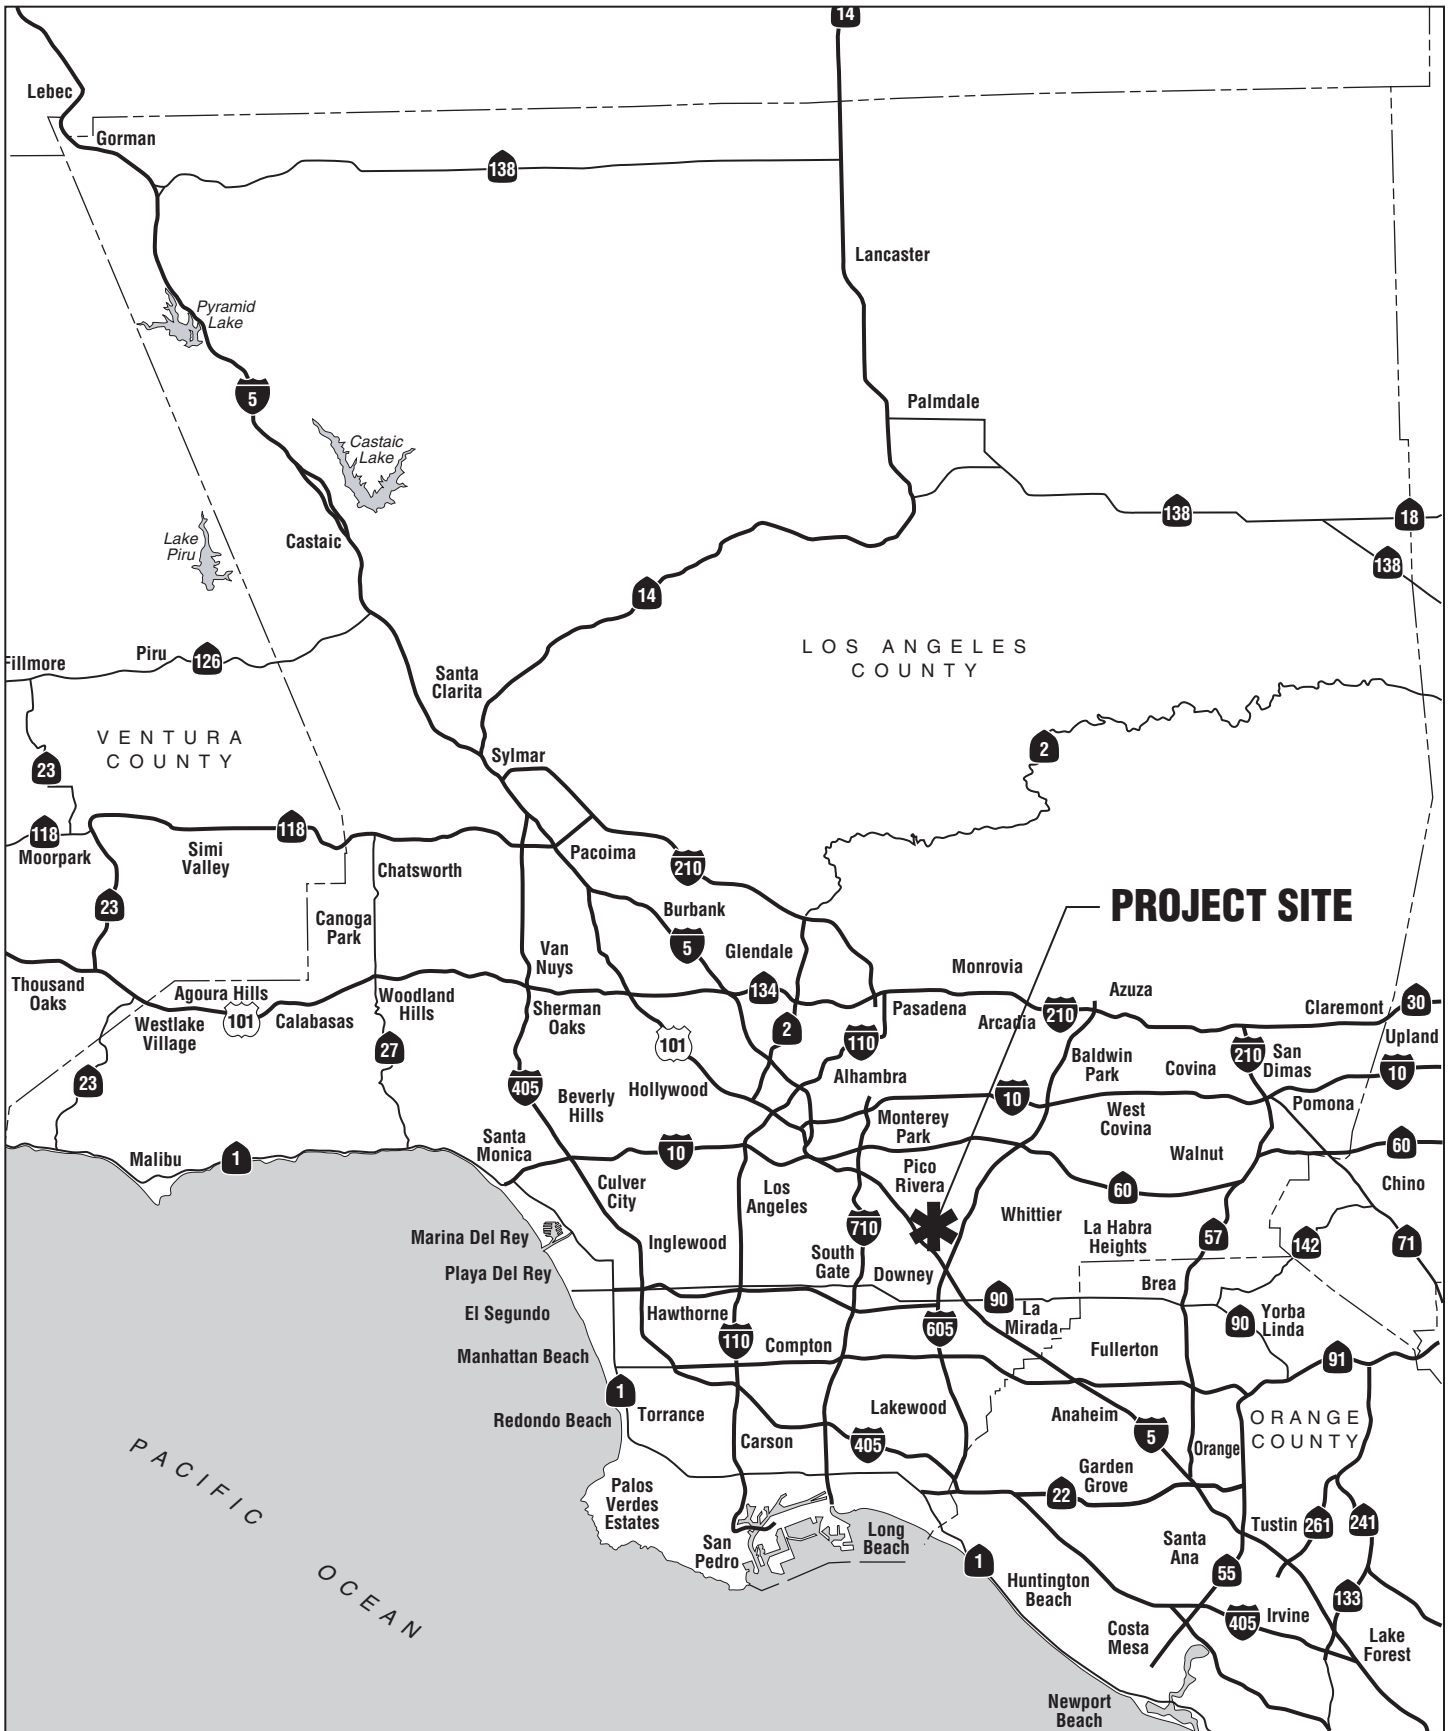 14
Lebec
Gorman
138
Lancaster
Pyramid
Lake
5
Palmdale
Castaic
Lake
138
18
Lake
Piru
Castaic
138
14
LOS ANGELES
COUNTY
Fillmore
Piru
126
Santa
Clarita
VENTURA
COUNTY
2
23
Sylmar
118
118
Moorpark
Simi
Valley
Chatsworth
Pacoima
210
PROJECT SITE
23
Canoga
Park
Burbank
5
Van
Nuys
Glendale
Monrovia
Thousand
Oaks
Agoura Hills
101
Calabasas
Woodland
Hills
134
Azuza
Westlake
Village
Sherman
Oaks
Pasadena
Arcadia
210
Claremont
30
Upland
2
101
110
27
Baldwin
Park
Covina
210
San
Dimas
10
23
405
Beverly
Hills
Hollywood
Alhambra
10
Pomona
Monterey
Park
West
Covina
Santa
Monica
10
Walnut
60
Malibu
1
Pico
Rivera
Culver
City
Los
Angeles
60
Chino
Marina Del Rey
Inglewood
710
Whittier
La Habra
Heights
57
142
71
South
Gate
Downey
Playa Del Rey
Brea
El Segundo
Hawthorne
90
La
Mirada
90
Yorba
Linda
605
110
Compton
Fullerton
Manhattan Beach
91
1
Redondo Beach
Torrance
Lakewood
Anaheim
ORANGE
COUNTY
Carson
405
5
Orange
PACIFIC
OCEAN
Garden
Grove
Palos
Verdes
Estates
22
San
Pedro
Long
Beach
Tustin
261
241
Santa
Ana
1
55
Huntington
Beach
133
405
Irvine
Costa
Mesa
Lake
Forest
Newport
Beach